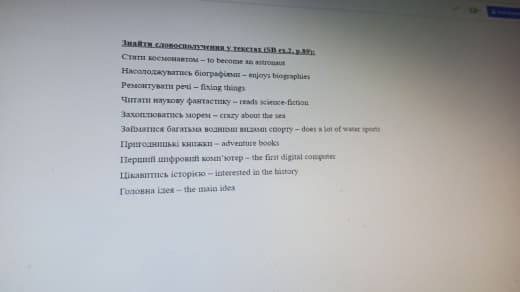 Знайти словосполучення у текстах (SB ex.2, p.89):
Стати космонавтом – to become an astronaut
Насолоджуватись біографіями – enjoys biographies
Ремонтувати речі – fixing things
Читати наукову фантастику – reads science-fiction
Захоплюватись морем – crazy about the sea
Займатися багатьма водними видами спорту – does a lot of water sports
Пригодницькі книжки – adventure books
Перший цифровий комп'ютер – the first digital computer
Цікавитись історією – interested in the history
Головна ідея – the main idea